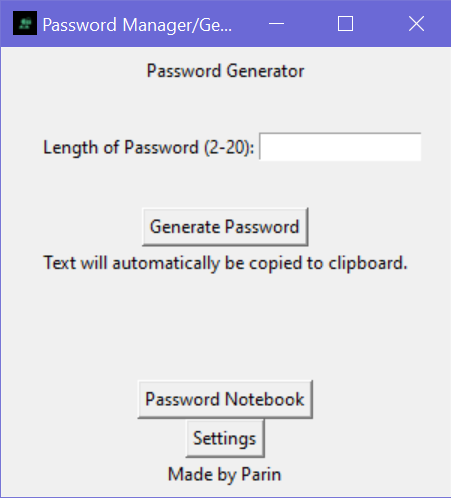 Password Manager/Ge...
Password Generator
Length of Password (2-20):
Generate Password
Text will automatically be copied to clipboard.
Password Notebook
Settings
Made by Parin